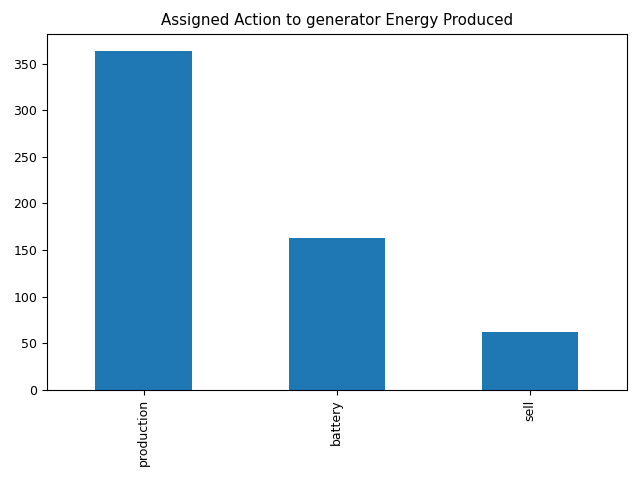 Assigned Action to generator Energy Produced
350
300
250
200
150
100
50
0
production
battery
sell